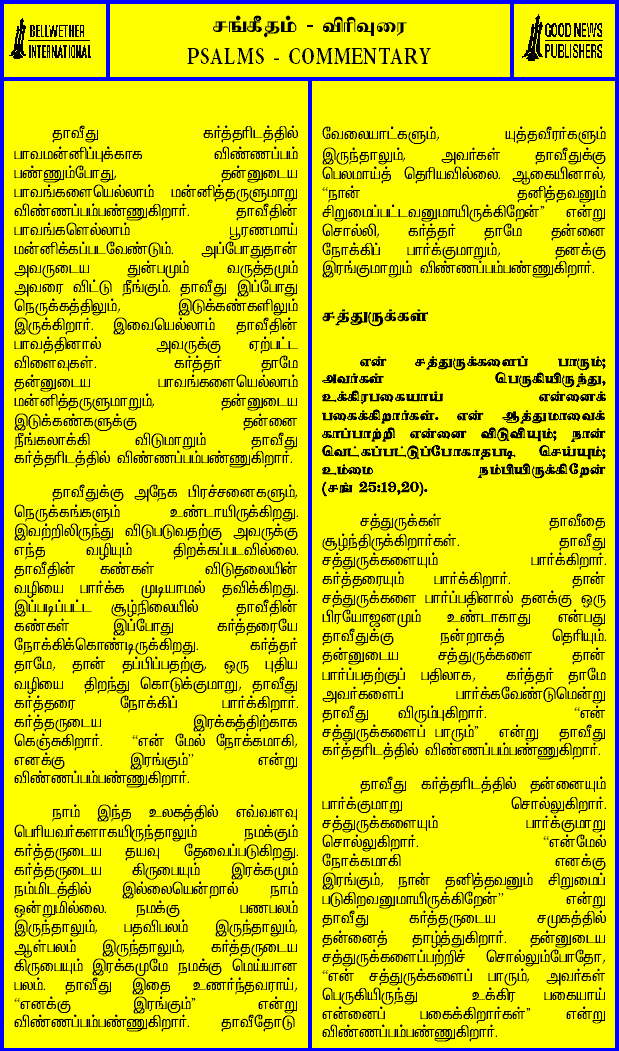 BELLWETHER
INTERNATIONAL
சங்கீதம் - விரிவுரை
PSALMS - COMMENTARY
GOOD NEWS
PUBLISHERS
தாவீது கர்த்தரிடத்தில்
பாவமன்னிப்புக்காக விண்ணப்பம்
பண்ணும்போது, தன்னுடைய
பாவங்களையெல்லாம் மன்னித்தருளுமாறு
விண்ணப்பம்பண்ணுகிறார். தாவீதின்
பாவங்களெல்லாம் பூரணமாய்
மன்னிக்கப்படவேண்டும். அப்போதுதான்
அவருடைய துன்பமும் வருத்தமும்
அவரை விட்டு நீங்கும். தாவீது இப்போது
நெருக்கத்திலும், இடுக்கண்களிலும்
இருக்கிறார். இவையெல்லாம் தாவீதின்
பாவத்தினால் அவருக்கு ஏற்பட்ட
விளைவுகள். கர்த்தர் தாமே
தன்னுடைய பாவங்களையெல்லாம்
மன்னித்தருளுமாறும், தன்னுடைய
இடுக்கண்களுக்கு தன்னை
நீங்கலாக்கி விடுமாறும் தாவீது
கர்த்தரிடத்தில் விண்ணப்பம்பண்ணுகிறார்.
தாவீதுக்கு அநேக பிரச்சனைகளும்,
நெருக்கங்களும் உண்டாயிருக்கிறது.
இவற்றிலிருந்து விடுபடுவதற்கு அவருக்கு
எந்த வழியும் திறக்கப்படவில்லை.
தாவீதின் கண்கள் விடுதலையின்
வழியை பார்க்க முடியாமல் தவிக்கிறது.
இப்படிப்பட்ட சூழ்நிலையில் தாவீதின்
கண்கள் இப்போது கர்த்தரையே
நோக்கிக்கொண்டிருக்கிறது. கர்த்தர்
தாமே, தான் தப்பிப்பதற்கு, ஒரு புதிய
வழியை திறந்து கொடுக்குமாறு, தாவீது
கர்த்தரை நோக்கிப் பார்க்கிறார்.
கர்த்தருடைய இரக்கத்திற்காக
கெஞ்சுகிறார். “என் மேல் நோக்கமாகி,
எனக்கு இரங்கும்” என்று
விண்ணப்பம்பண்ணுகிறார்.
நாம் இந்த உலகத்தில் எவ்வளவு
பெரியவர்களாகயிருந்தாலும் நமக்கும்
கர்த்தருடைய தயவு தேவைப்படுகிறது.
கர்த்தருடைய கிருபையும் இரக்கமும்
நம்மிடத்தில் இல்லையென்றால் நாம்
ஒன்றுமில்லை. நமக்கு பணபலம்
இருந்தாலும், பதவிபலம் இருந்தாலும்,
ஆள்பலம் இருந்தாலும், கர்த்தருடைய
கிருபையும் இரக்கமுமே நமக்கு மெய்யான
பலம். தாவீது இதை உணர்ந்தவராய்,
“எனக்கு இரங்கும்” என்று
விண்ணப்பம்பண்ணுகிறார். தாவீதோடு
வேலையாட்களும், யுத்தவீரர்களும்
இருந்தாலும், அவர்கள் தாவீதுக்கு
பெலமாய்த் தெரியவில்லை. ஆகையினால்,
“நான் தனித்தவனும்
சிறுமைப்பட்டவனுமாயிருக்கிறேன்” என்று
சொல்லி, கர்த்தர் தாமே தன்னை
நோக்கிப் பார்க்குமாறும், தனக்கு
இரங்குமாறும் விண்ணப்பம்பண்ணுகிறார்.
சத்துருக்கள்
என் சத்துருக்களைப் பாரும்;
அவர்கள் பெருகியிருந்து,
உக்கிரபகையாய் என்னைக்
பகைக்கிறார்கள். என் ஆத்துமாவைக்
காப்பாற்றி என்னை விடுவியும்; நான்
வெட்கப்பட்டுப்போகாதபடி செய்யும்;
உம்மை நம்பியிருக்கிறேன்
(சங் 25:19,20).
சத்துருக்கள் தாவீதை
சூழ்ந்திருக்கிறார்கள். தாவீது
சத்துருக்களையும் பார்க்கிறார்.
கர்த்தரையும் பார்க்கிறார். தான்
சத்துருக்களை பார்ப்பதினால் தனக்கு ஒரு
பிரயோஜனமும் உண்டாகாது என்பது
தாவீதுக்கு நன்றாகத் தெரியும்.
தன்னுடைய சத்துருக்களை தான்
பார்ப்பதற்குப் பதிலாக, கர்த்தர் தாமே
அவர்களைப் பார்க்கவேண்டுமென்று
தாவீது விரும்புகிறார். “என்
சத்துருக்களைப் பாரும்” என்று தாவீது
கர்த்தரிடத்தில் விண்ணப்பம்பண்ணுகிறார்.
தாவீது கர்த்தரிடத்தில் தன்னையும்
பார்க்குமாறு சொல்லுகிறார்.
சத்துருக்களையும் பார்க்குமாறு
சொல்லுகிறார். “என்மேல்
நோக்கமாகி எனக்கு
இரங்கும், நான் தனித்தவனும் சிறுமைப்
படுகிறவனுமாயிருக்கிறேன்” என்று
தாவீது கர்த்தருடைய சமுகத்தில்
தன்னைத் தாழ்த்துகிறார். தன்னுடைய
சத்துருக்களைப்பற்றிச் சொல்லும்போதோ,
“என் சத்துருக்களைப் பாரும், அவர்கள்
பெருகியிருந்து உக்கிர பகையாய்
என்னைப் பகைக்கிறார்கள்” என்று
விண்ணப்பம்பண்ணுகிறார்.